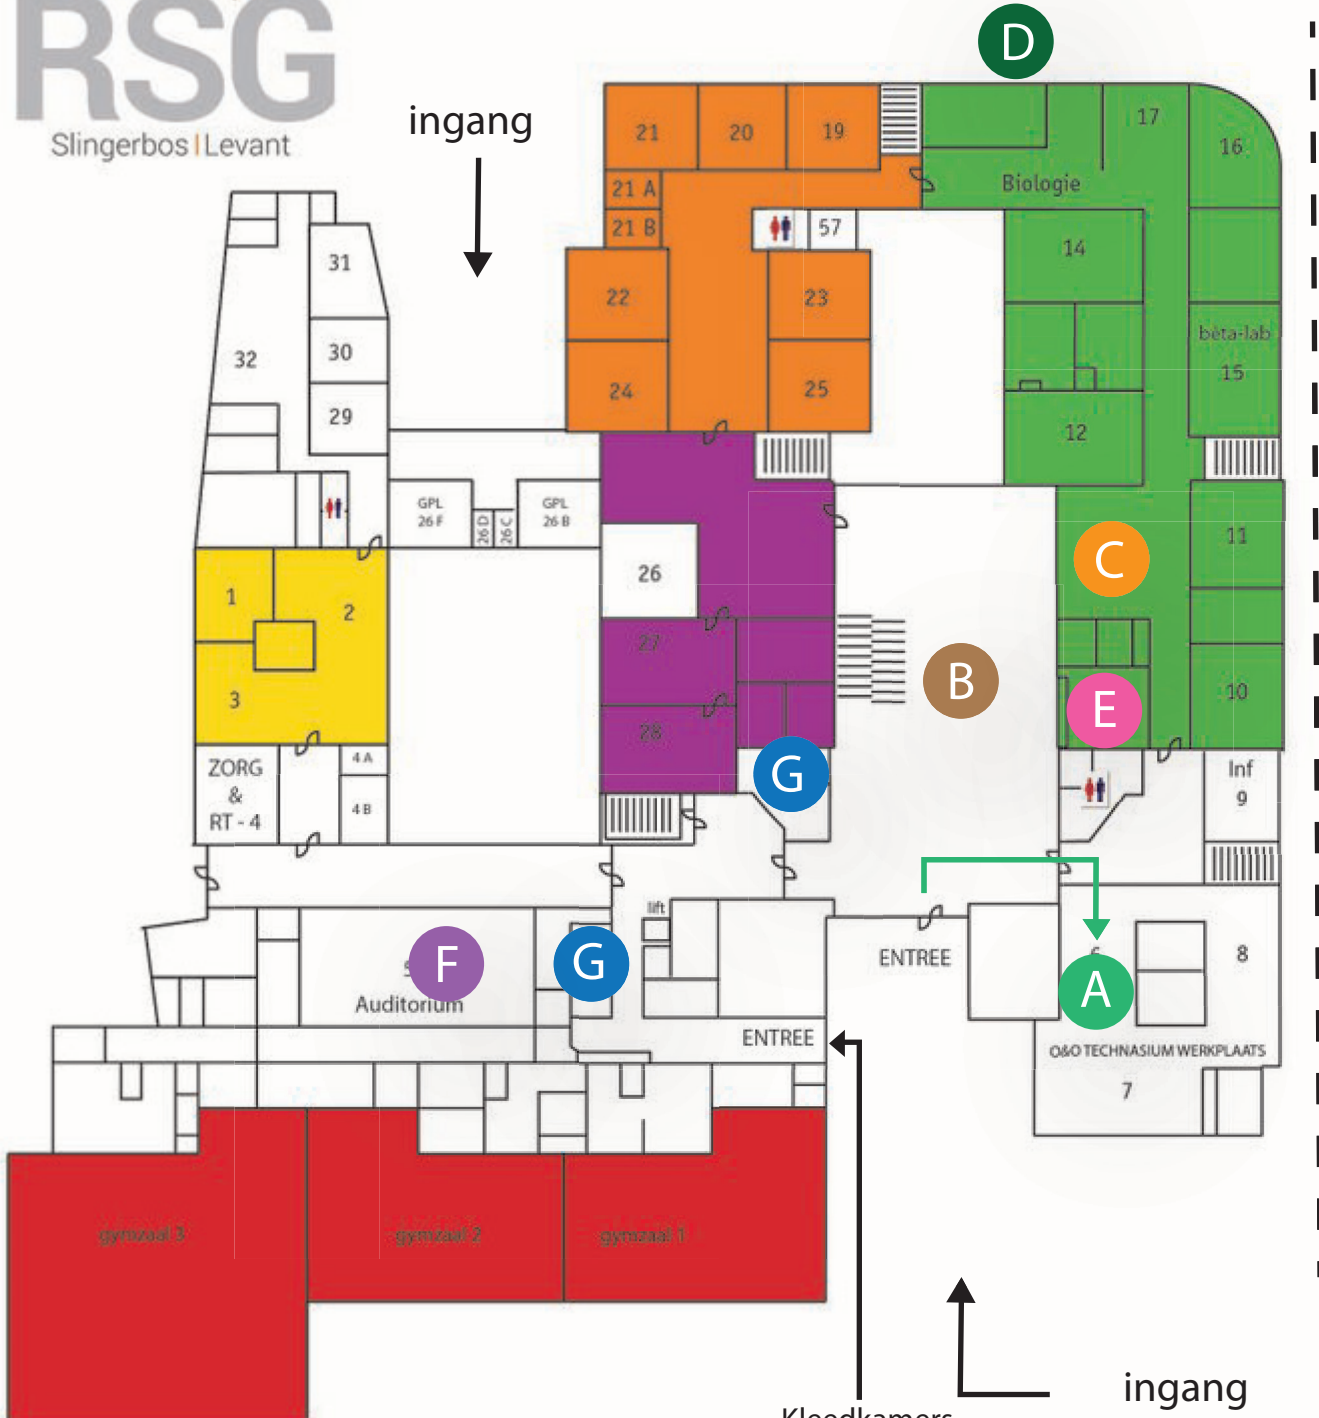 RSG
Slingerbos | Levant
ingang
D
21
20
19
17
16
21 A
Biologie
21 B
57
14
31
22
23
30
32
bèta-lab
15
24
25
29
12
GPL
26 F
26 D
26 C
GPL
26 B
11
C
26
1
2
27
B
10
3
E
28
4 A
ZORG
&
RT - 4
G
Inf
9
4 B
lift
F
G
ENTREE
8
A
Auditorium
ENTREE
O&O TECHNASIUM WERKPLAATS
7
gymzaal 3
gymzaal 2
gymzaal 1
ingang
Kleedkamers